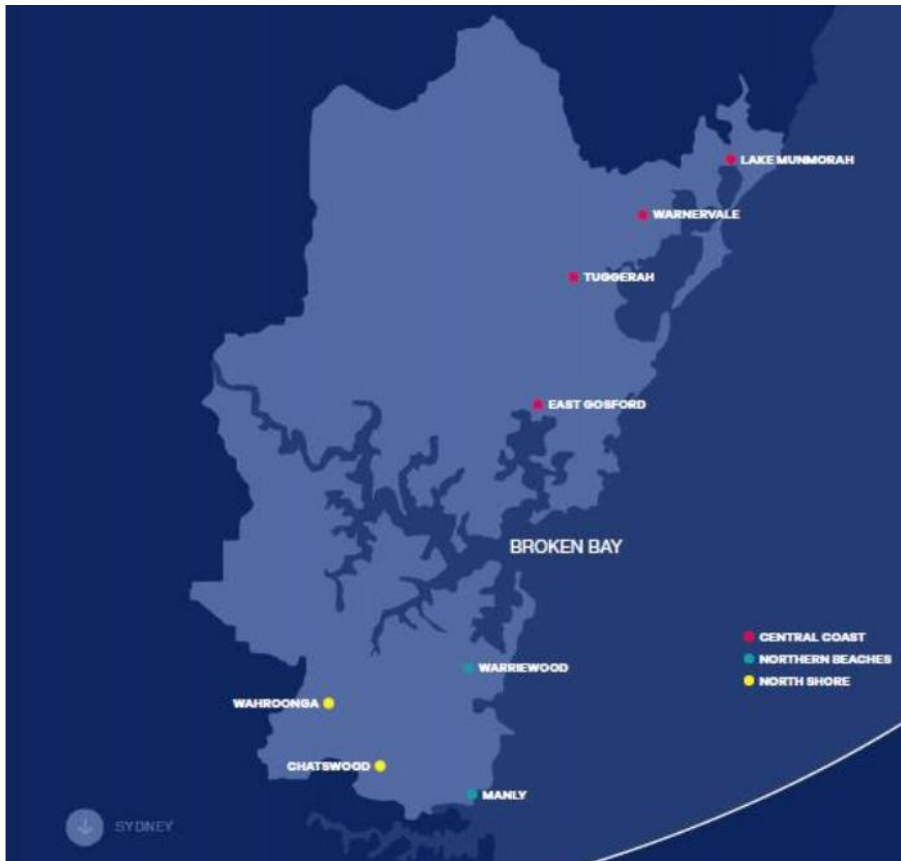 LAKE MUNMORAH
WARNERVALE
TUGGERAH
EAST GOSFORD
BROKEN BAY
CENTRAL COAST
NORTHERN BEACHES
NORTH SHORE
WARRIEWOOD
WAHROONGA
CHATSWOOD
MANLY
SYDNEY